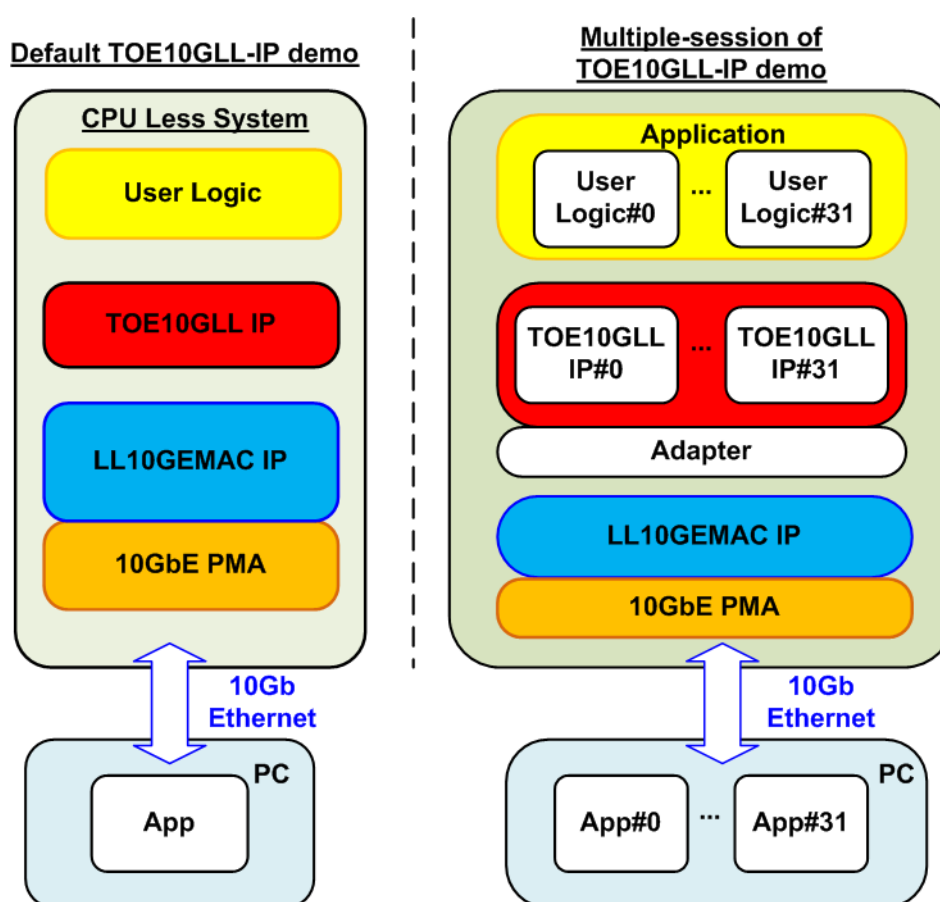 Default TOE10GLL-IP demo
CPU Less System
User Logic
TOE10GLL IP
LL10GEMAC IP
10GbE PMA
10Gb
Ethernet
PC
App
Multiple-session of
TOE10GLL-IP demo
Application
User
Logic#0
...
User
Logic#31
TOE10GLL
IP#0
...
TOE10GLL
IP#31
Adapter
LL10GEMAC IP
10GbE PMA
10Gb
Ethernet
PC
App#0
...
App#31